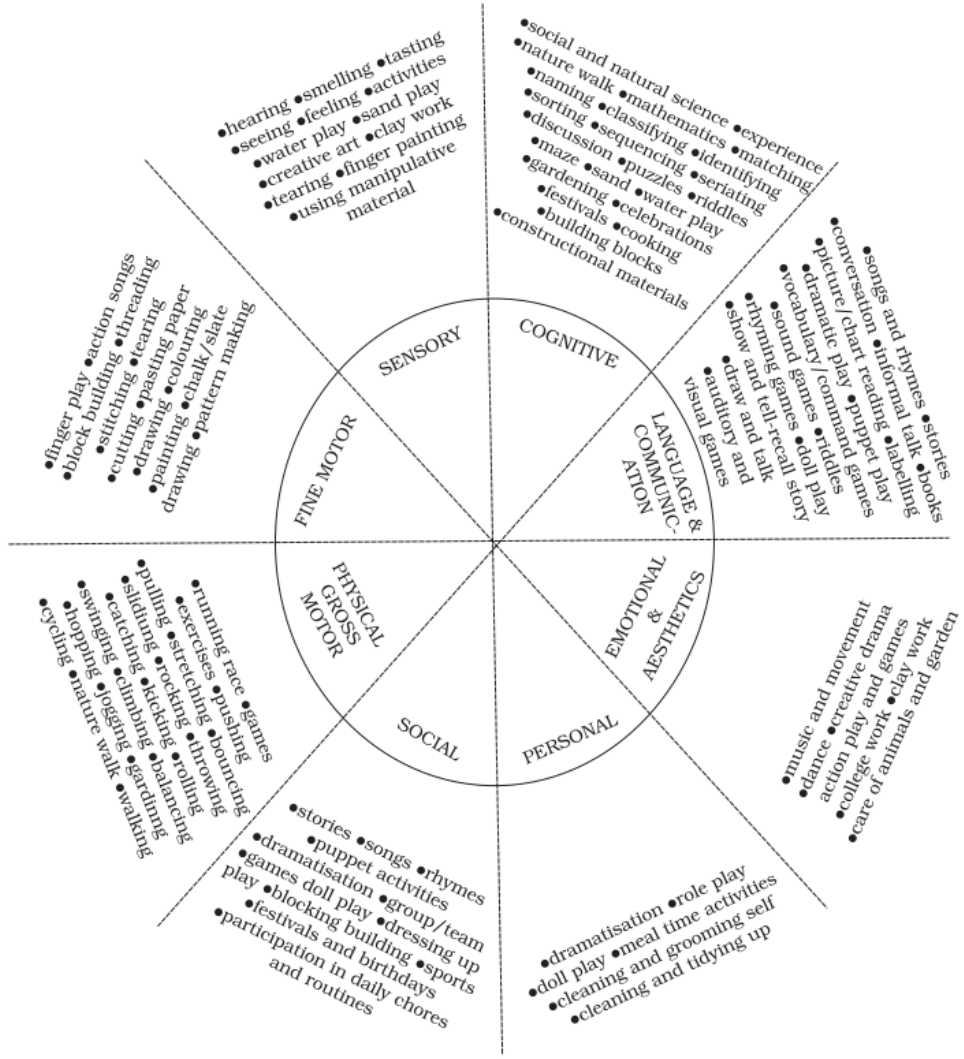 ●hearing ●smelling ●tasting
●seeing ●feeling ●activities
●water play ●sand play
●creative art ●clay work
●tearing ●finger painting
●using manipulative
material
●social and natural science
●nature walk ●mathematics ●experience
●naming ●classifying ●identifying ●matching
●sorting ●sequencing ●seriating
●discussion ●puzzles ●riddles
●maze ●sand ●water play
●gardening ●celebrations
●festivals ●cooking
●building blocks
●constructional materials
●songs and rhymes ●stories
●conversation ●informal talk ●books
●picture/chart reading ●labelling
●dramatic play ●puppet play
●vocabulary/command games
●sound games ●riddles
●rhyming games ●doll play
●show and tell-recall story
●draw and talk
●auditory and
visual games
●music and movement
●dance ●creative drama
action play and games
●college work ●clay work
●care of animals and garden
●dramatisation ●role play
●doll play ●meal time activities
●cleaning and grooming self
●cleaning and tidying up
●stories ●songs ●rhymes
●puppet activities
●dramatisation ●group/team
●games doll play ●dressing up
play ●blocking building ●sports
●festivals and birthdays
●participation in daily chores
and routines
●running race ●games
●exercises ●pushing
●pulling ●stretching ●bouncing
●slidiung ●rocking ●throwing
●catching ●kicking ●rolling
●swinging ●climbing ●balancing
●hopping ●jogging ●gardinng
●cycling ●nature walk ●walking
●finger play ●action songs
●block building ●threading
●stitching ●tearing
●cutting ●pasting paper
●drawing ●colouring
●painting ●chalk/slate
drawing ●pattern making
SENSORY
COGNITIVE
LANGUAGE &
COMMUNIC-
ATION
EMOTIONAL
&
AESTHETICS
PERSONAL
SOCIAL
PHYSICAL
GROSS
MOTOR
FINE MOTOR